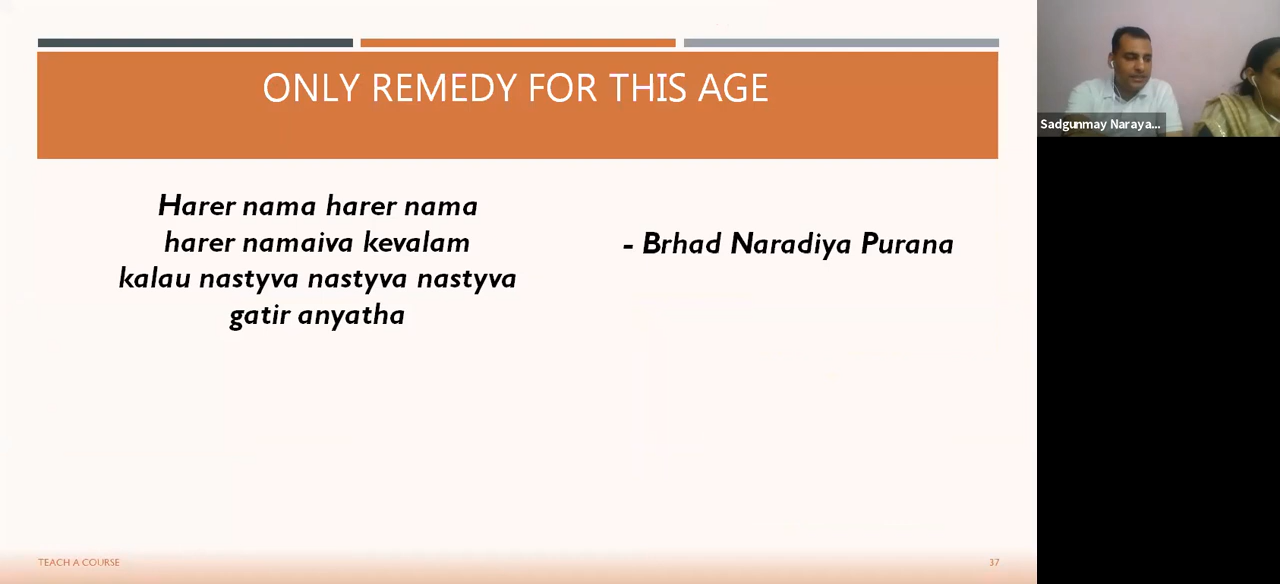 ONLY REMEDY FOR THIS AGE
Harer nama harer nama
harer namaiva kevalam
kalau nastyva nastyva nastyva
gatir anyatha
- Brhad Naradiya Purana
Sadgunmay Naraya...
TEACH A COURSE
37